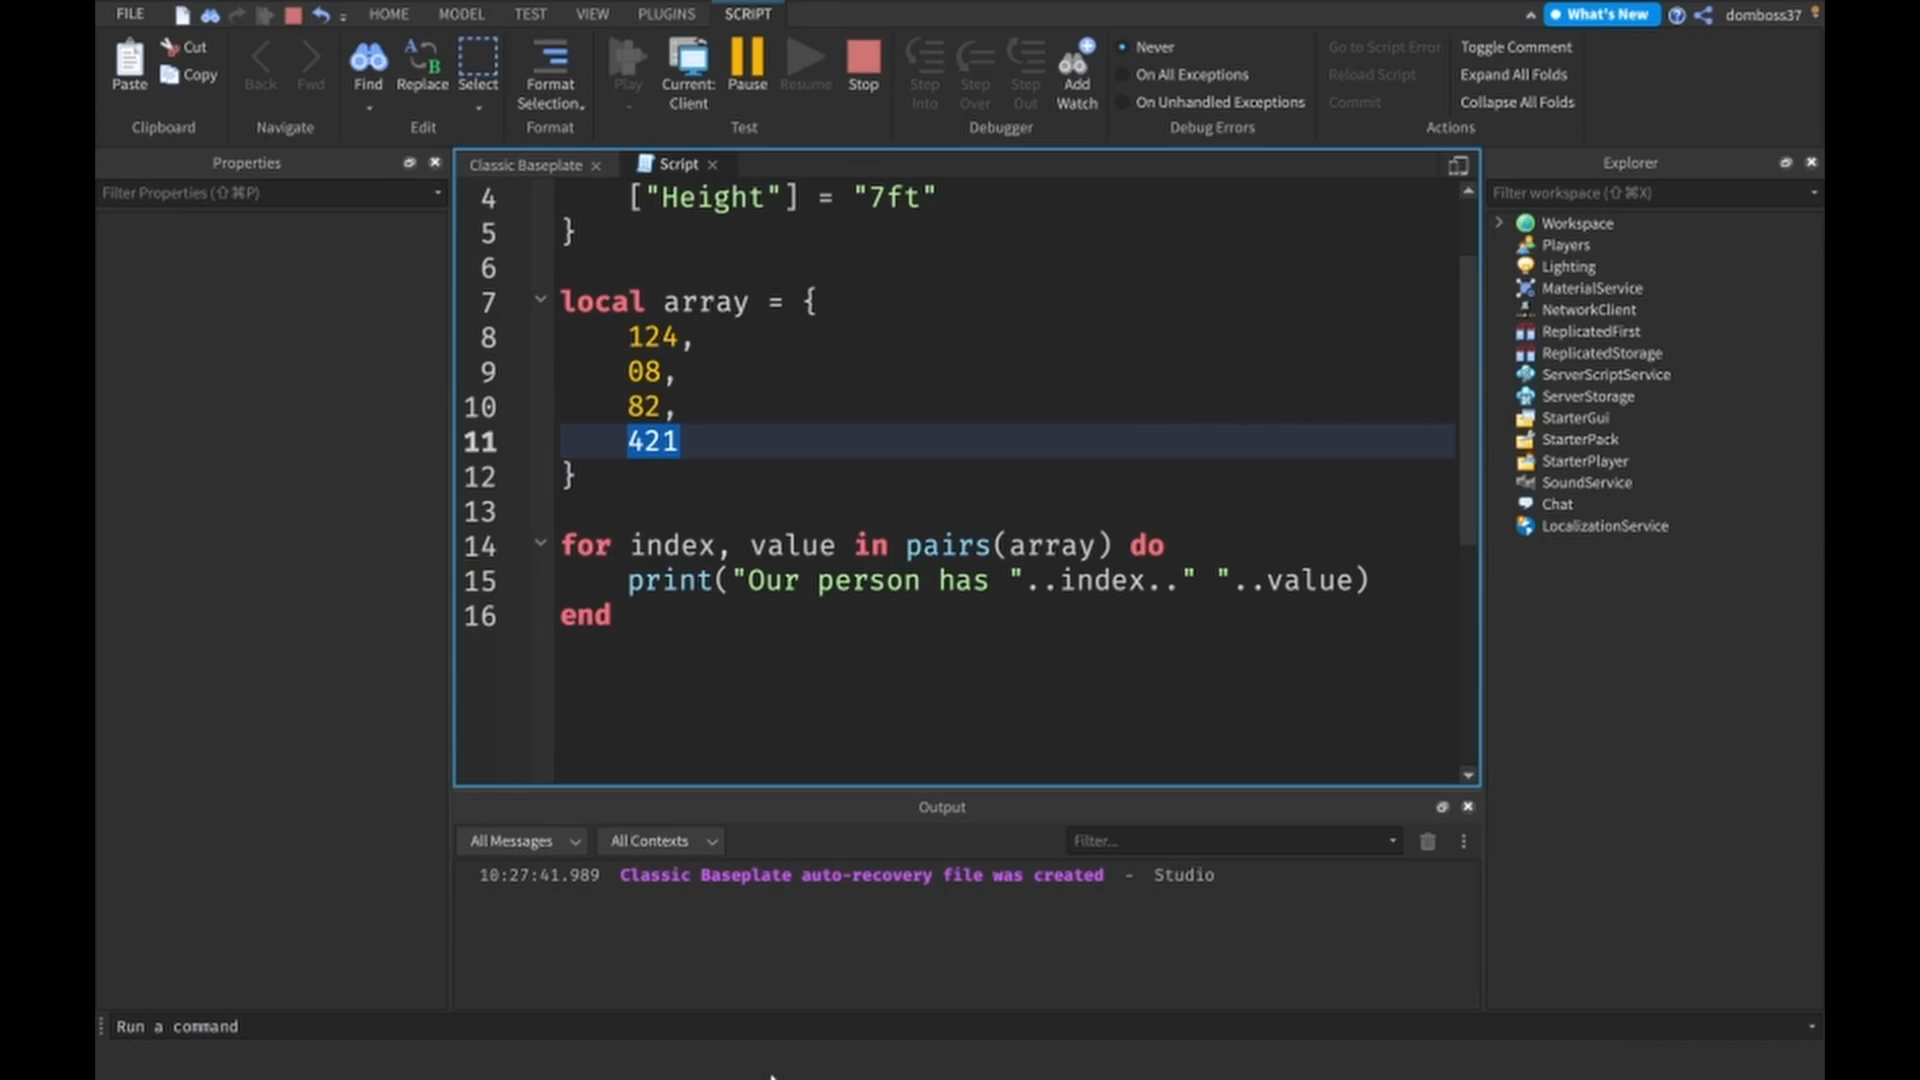 FILE HOME MODEL TEST VIEW PLUGINS SCRIPT What's New domboss37
Paste Cut Copy Back Fwd Find Replace Select Format Selection Play Current: Client Pause Resume Stop Step Into Step Over Step Out Add Watch
Never
On All Exceptions
On Unhandled Exceptions
Go to Script Error
Reload Script
Commit
Toggle Comment
Expand All Folds
Collapse All Folds
Clipboard Navigate Edit Format Test Debugger Debug Errors Actions
Properties
Filter Properties (⇧⌘P)
Classic Baseplate Script
4 ["Height"] = "7ft"
5 }
6
7 local array = {
8 124,
9 08,
10 82,
11 421
12 }
13
14 for index, value in pairs(array) do
15 print("Our person has "..index.." "..value)
16 end
Output
All Messages All Contexts Filter...
10:27:41.989 Classic Baseplate auto-recovery file was created - Studio
Run a command
Explorer
Filter workspace (⇧⌘X)
Workspace
Players
Lighting
MaterialService
NetworkClient
ReplicatedFirst
ReplicatedStorage
ServerScriptService
ServerStorage
StarterGui
StarterPack
StarterPlayer
SoundService
Chat
LocalizationService